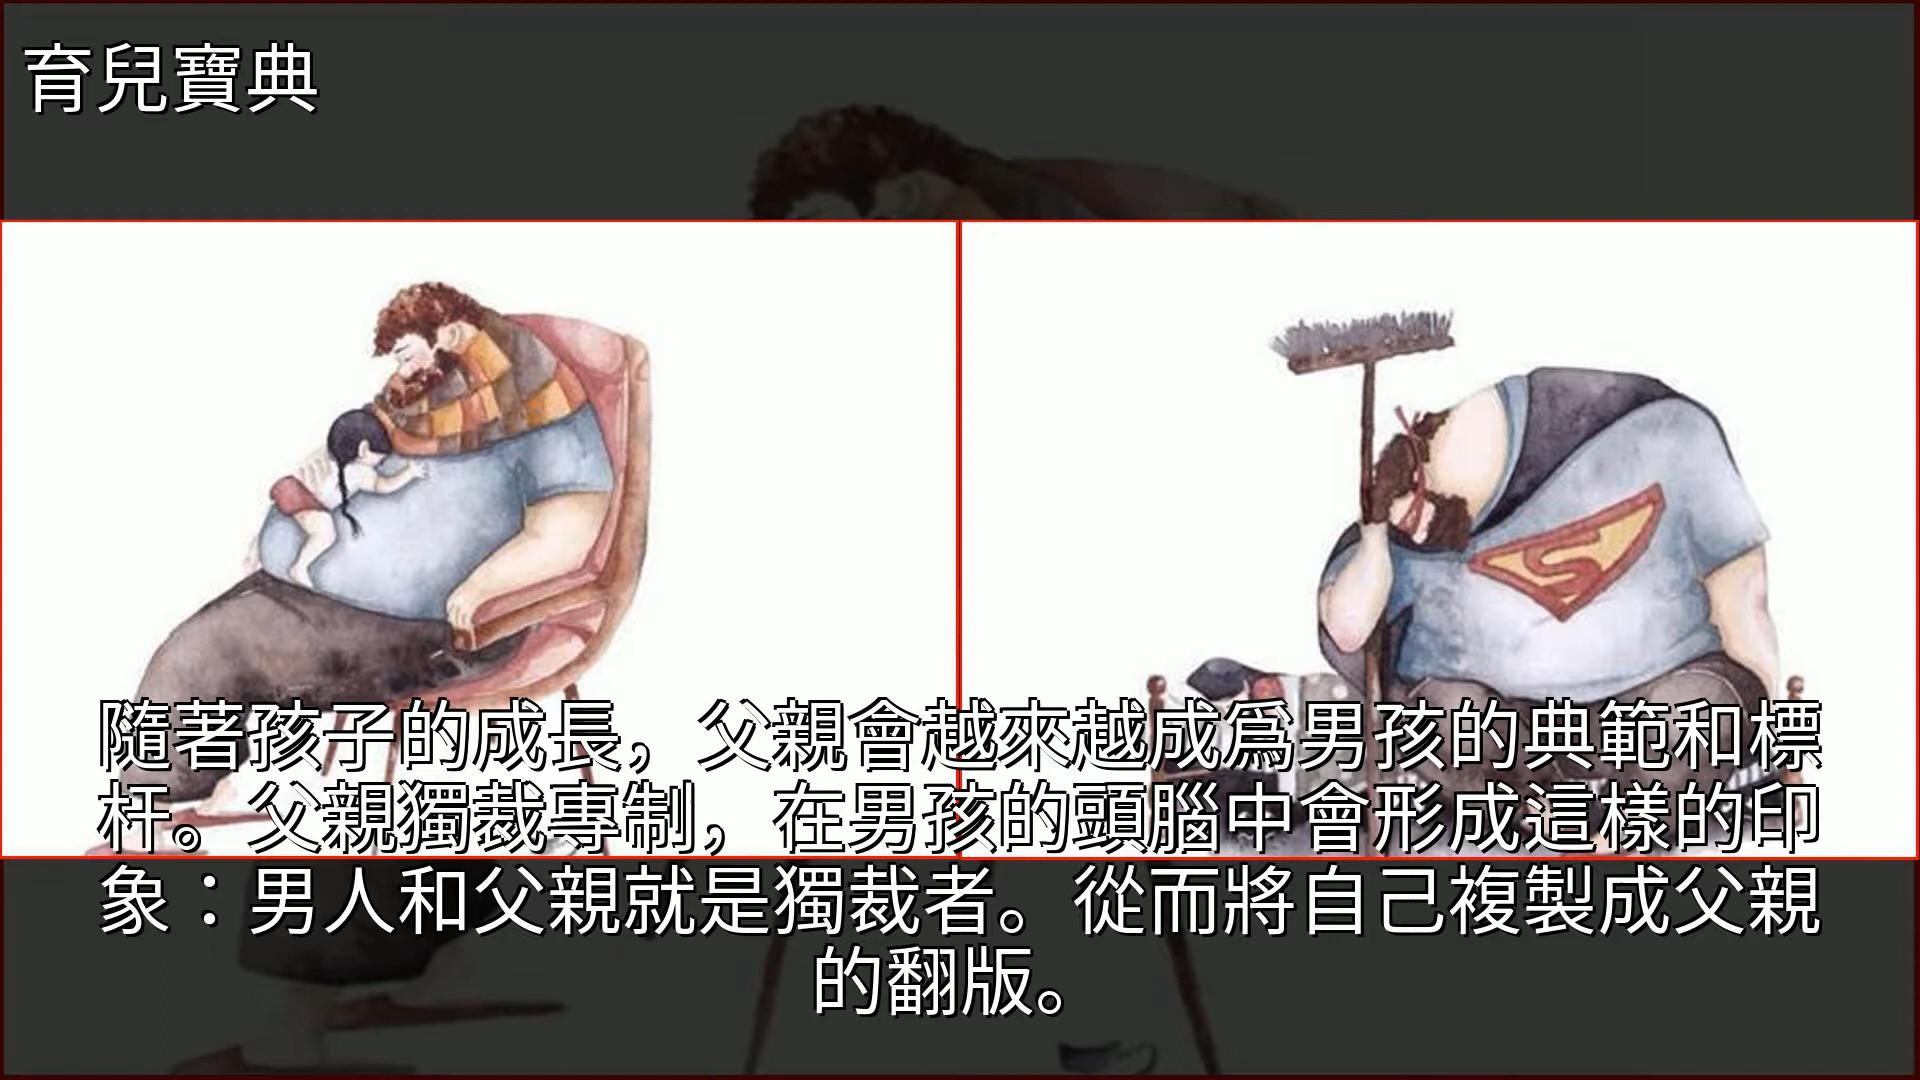 育兒寶典
S
隨著孩子的成長，父親會越來越成爲男孩的典範和標
杆。父親獨裁專制，在男孩的頭腦中會形成這樣的印
象：男人和父親就是獨裁者。從而將自己複製成父親
的翻版。